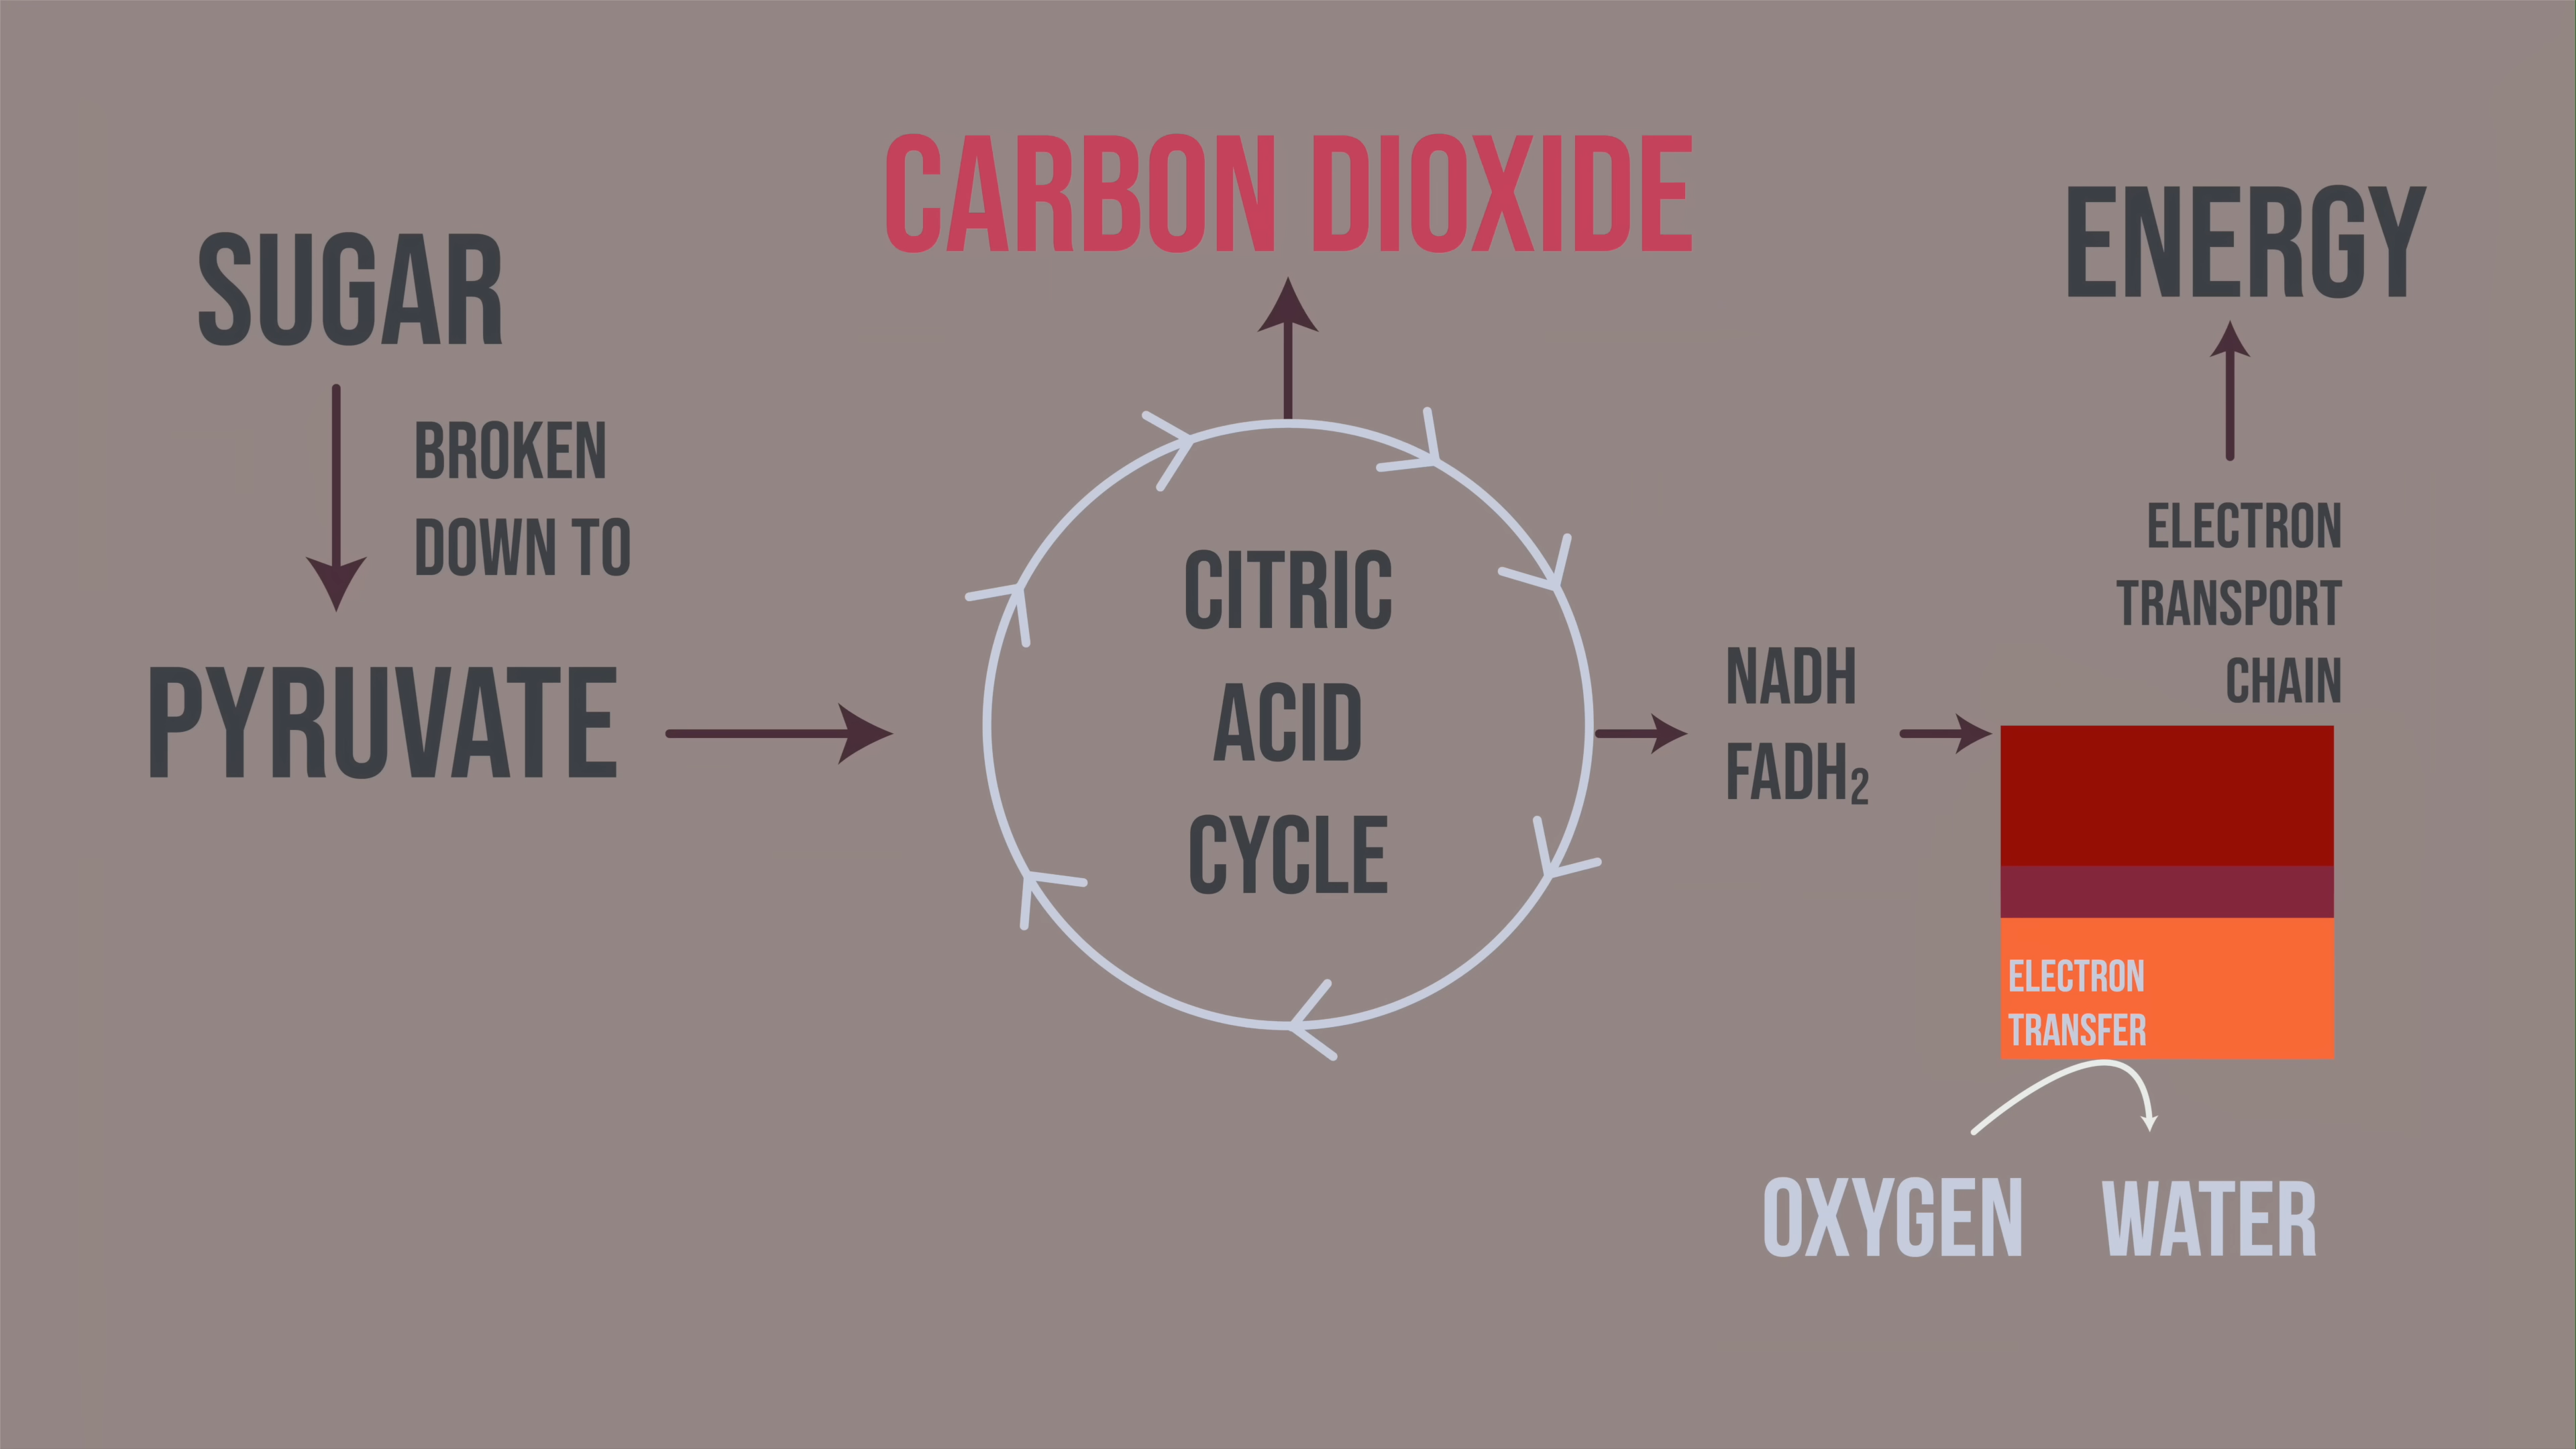 SUGAR
BROKEN
DOWN TO
PYRUVATE
CARBON DIOXIDE
CITRIC
ACID
CYCLE
NADH
FADH₂
ENERGY
ELECTRON
TRANSPORT
CHAIN
ELECTRON
TRANSFER
OXYGEN WATER